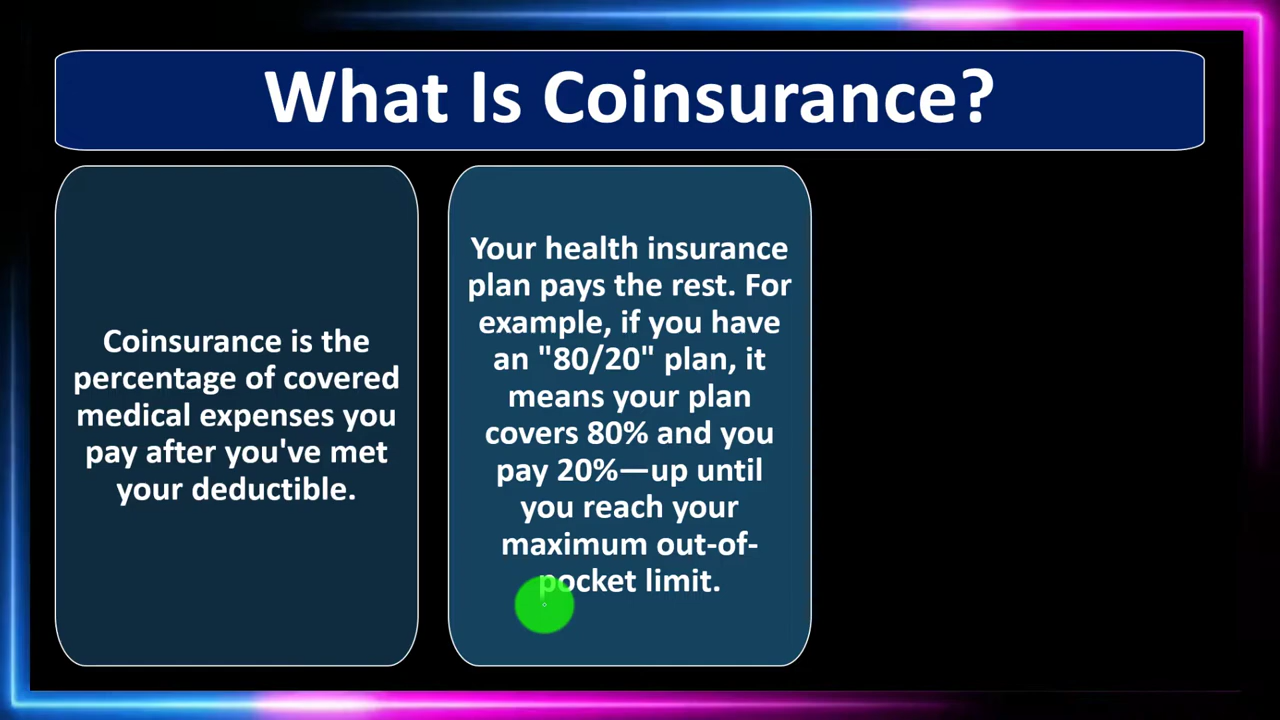 What Is Coinsurance?
Coinsurance is the
percentage of covered
medical expenses you
pay after you've met
your deductible.
Your health insurance
plan pays the rest. For
example, if you have
an "80/20" plan, it
means your plan
covers 80% and you
pay 20%—up until
you reach your
maximum out-of-
pocket limit.